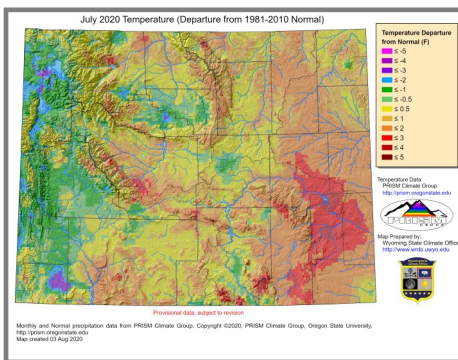 July 2020 Temperature (Departure from 1981-2010 Normal)
Temperature Departure
from Normal (F)
≤ -5
≤ -4
≤ -3
≤ -2
≤ -1
≤ -0.5
≤ 0.5
≤ 1
≤ 2
≤ 3
≤ 4
≤ 5
Temperature Data
PRISM Climate Group
http://prism.oregonstate.edu
PRISM
GROUP
Map Prepared by:
Wyoming State Climate Office
http://www.wrds.uwyo.edu
Provisional data, subject to revision
Monthly and Normal precipitation data from PRISM Climate Group, Copyright ©2020, PRISM Climate Group, Oregon State University,
http://prism.oregonstate.edu
Map created 03 Aug 2020